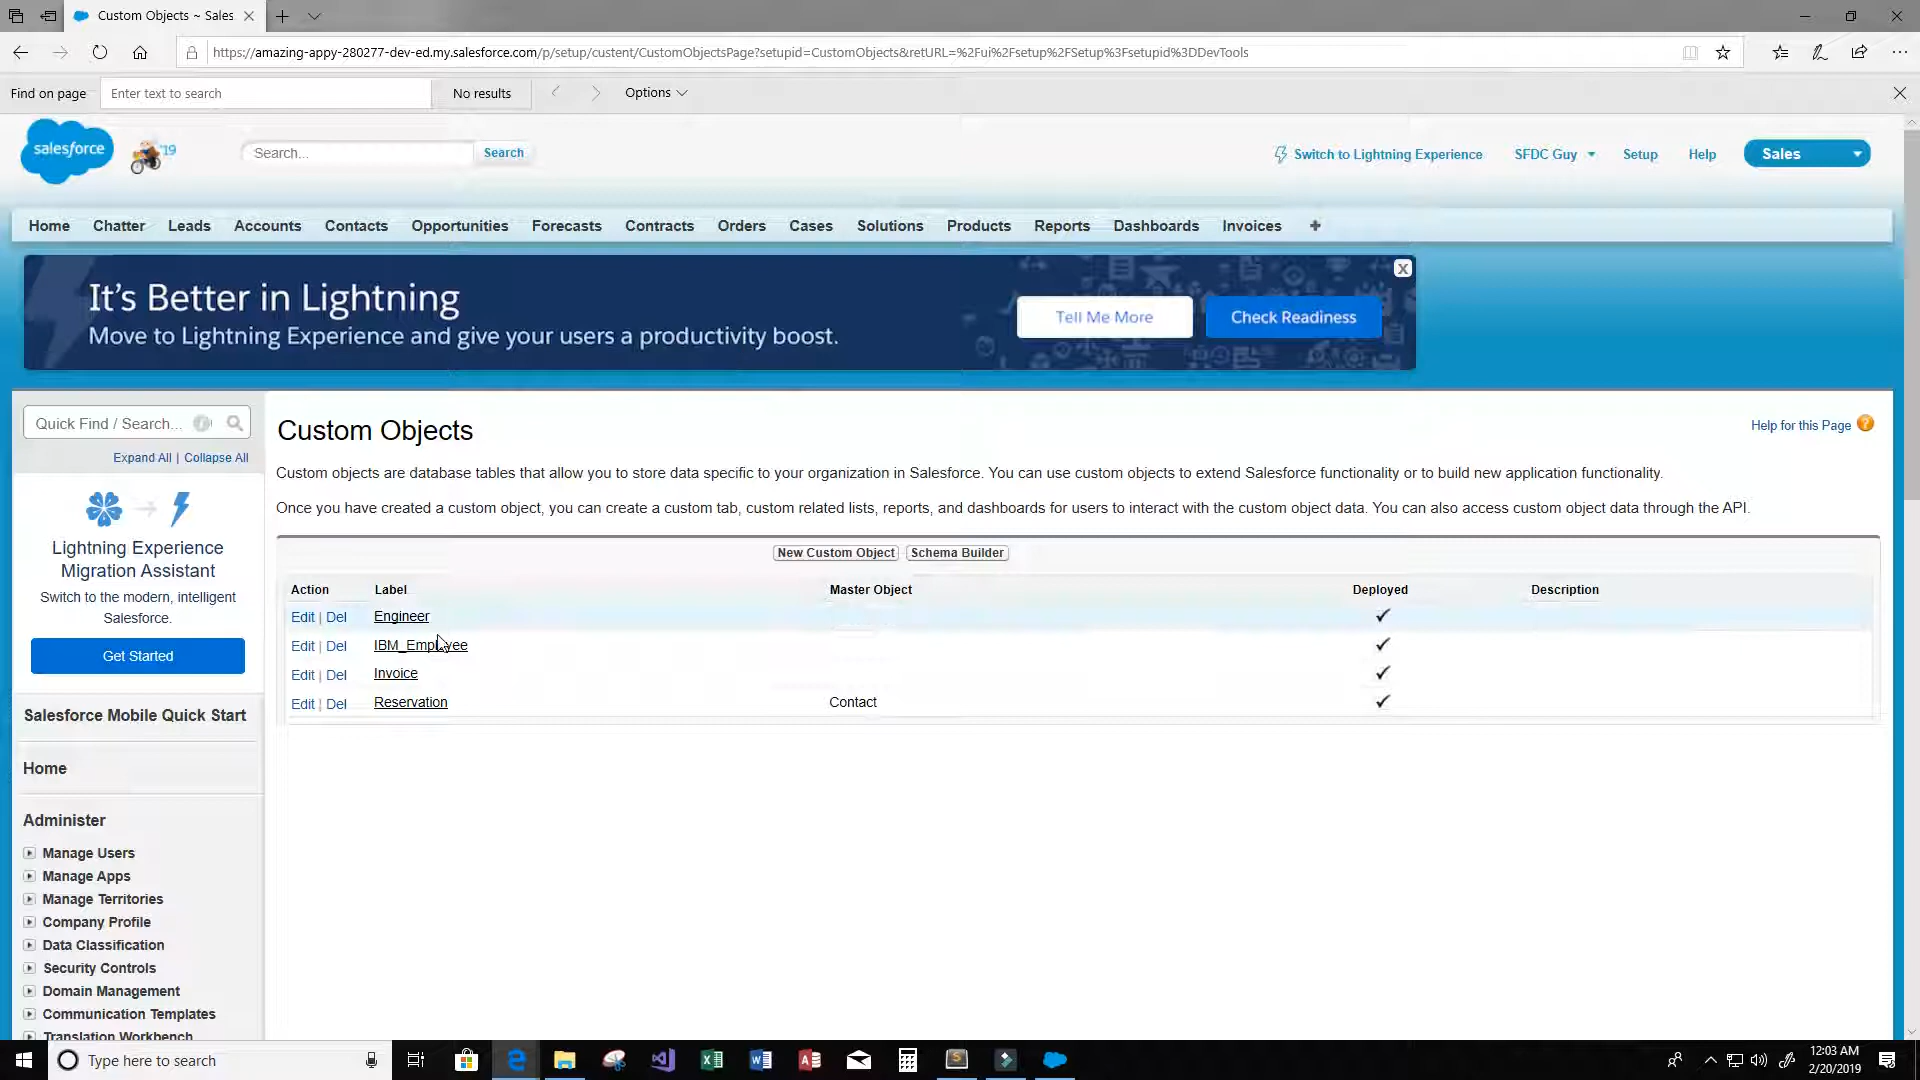 Custom Objects ~ Sales
https://amazing-appy-280277-dev-ed.my.salesforce.com/p/setup/custent/CustomObjectsPage?setupid=CustomObjects&retURL=%2Fui%2Fsetup%2FSetup%3Fsetupid%3DDevTools
Find on page Enter text to search No results Options
salesforce '19 Search... Search Switch to Lightning Experience SFDC Guy Setup Help Sales
Home Chatter Leads Accounts Contacts Opportunities Forecasts Contracts Orders Cases Solutions Products Reports Dashboards Invoices +
It's Better in Lightning
Move to Lightning Experience and give your users a productivity boost.
Tell Me More Check Readiness X
Quick Find / Search...
Expand All | Collapse All
Lightning Experience
Migration Assistant
Switch to the modern, intelligent
Salesforce.
Get Started
Salesforce Mobile Quick Start
Home
Administer
Manage Users
Manage Apps
Manage Territories
Company Profile
Data Classification
Security Controls
Domain Management
Communication Templates
Translation Workbench
Custom Objects
Help for this Page ?
Custom objects are database tables that allow you to store data specific to your organization in Salesforce. You can use custom objects to extend Salesforce functionality or to build new application functionality.
Once you have created a custom object, you can create a custom tab, custom related lists, reports, and dashboards for users to interact with the custom object data. You can also access custom object data through the API.
New Custom Object Schema Builder
Action Label Master Object Deployed Description
Edit | Del Engineer
Edit | Del IBM_Employee
Edit | Del Invoice
Edit | Del Reservation Contact
Type here to search
12:03 AM
2/20/2019